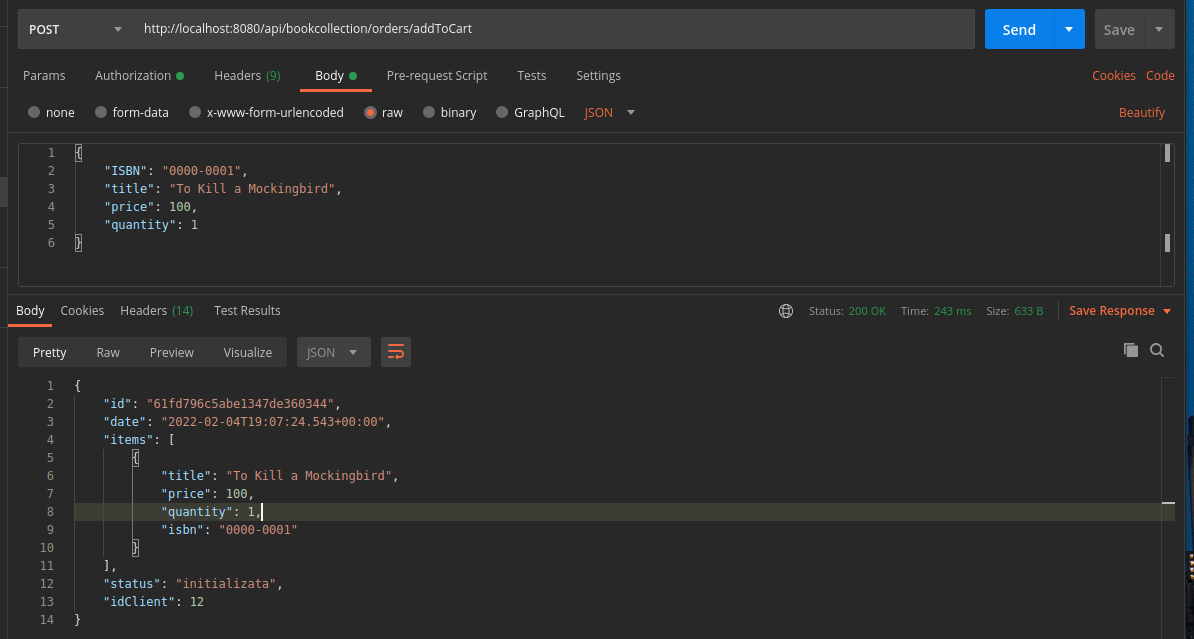 POST http://localhost:8080/api/bookcollection/orders/addToCart Send Save
Params Authorization Headers (9) Body Pre-request Script Tests Settings Cookies Code
none form-data x-www-form-urlencoded raw binary GraphQL JSON Beautify
1 {
2 "ISBN": "0000-0001",
3 "title": "To Kill a Mockingbird",
4 "price": 100,
5 "quantity": 1
6 }
Body Cookies Headers (14) Test Results Status: 200 OK Time: 243 ms Size: 633 B Save Response
Pretty Raw Preview Visualize JSON
1 {
2 "id": "61fd796c5abe1347de360344",
3 "date": "2022-02-04T19:07:24.543+00:00",
4 "items": [
5 {
6 "title": "To Kill a Mockingbird",
7 "price": 100,
8 "quantity": 1,
9 "isbn": "0000-0001"
10 }
11 ],
12 "status": "initializata",
13 "idClient": 12
14 }